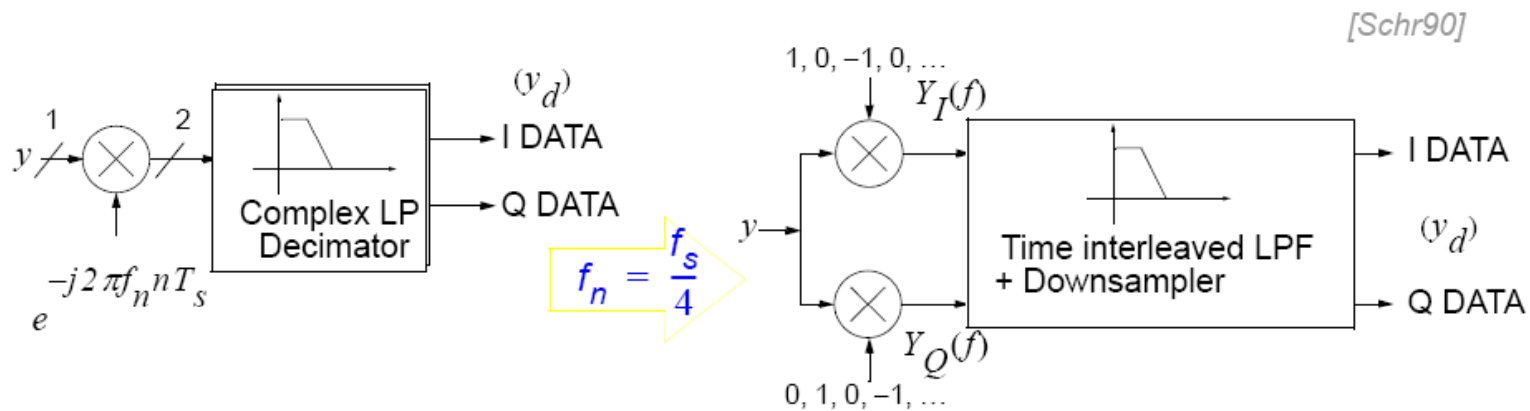 [Schr90]
1, 0, –1, 0, …
(y_d)
Y_I(f)
1
2
y
I DATA
I DATA
Complex LP
Decimator
Q DATA
y
Time interleaved LPF
+ Downsampler
(y_d)
f_n = f_s/4
e^{-j2πf_n nT_s}
Q DATA
Y_Q(f)
0, 1, 0, –1, …